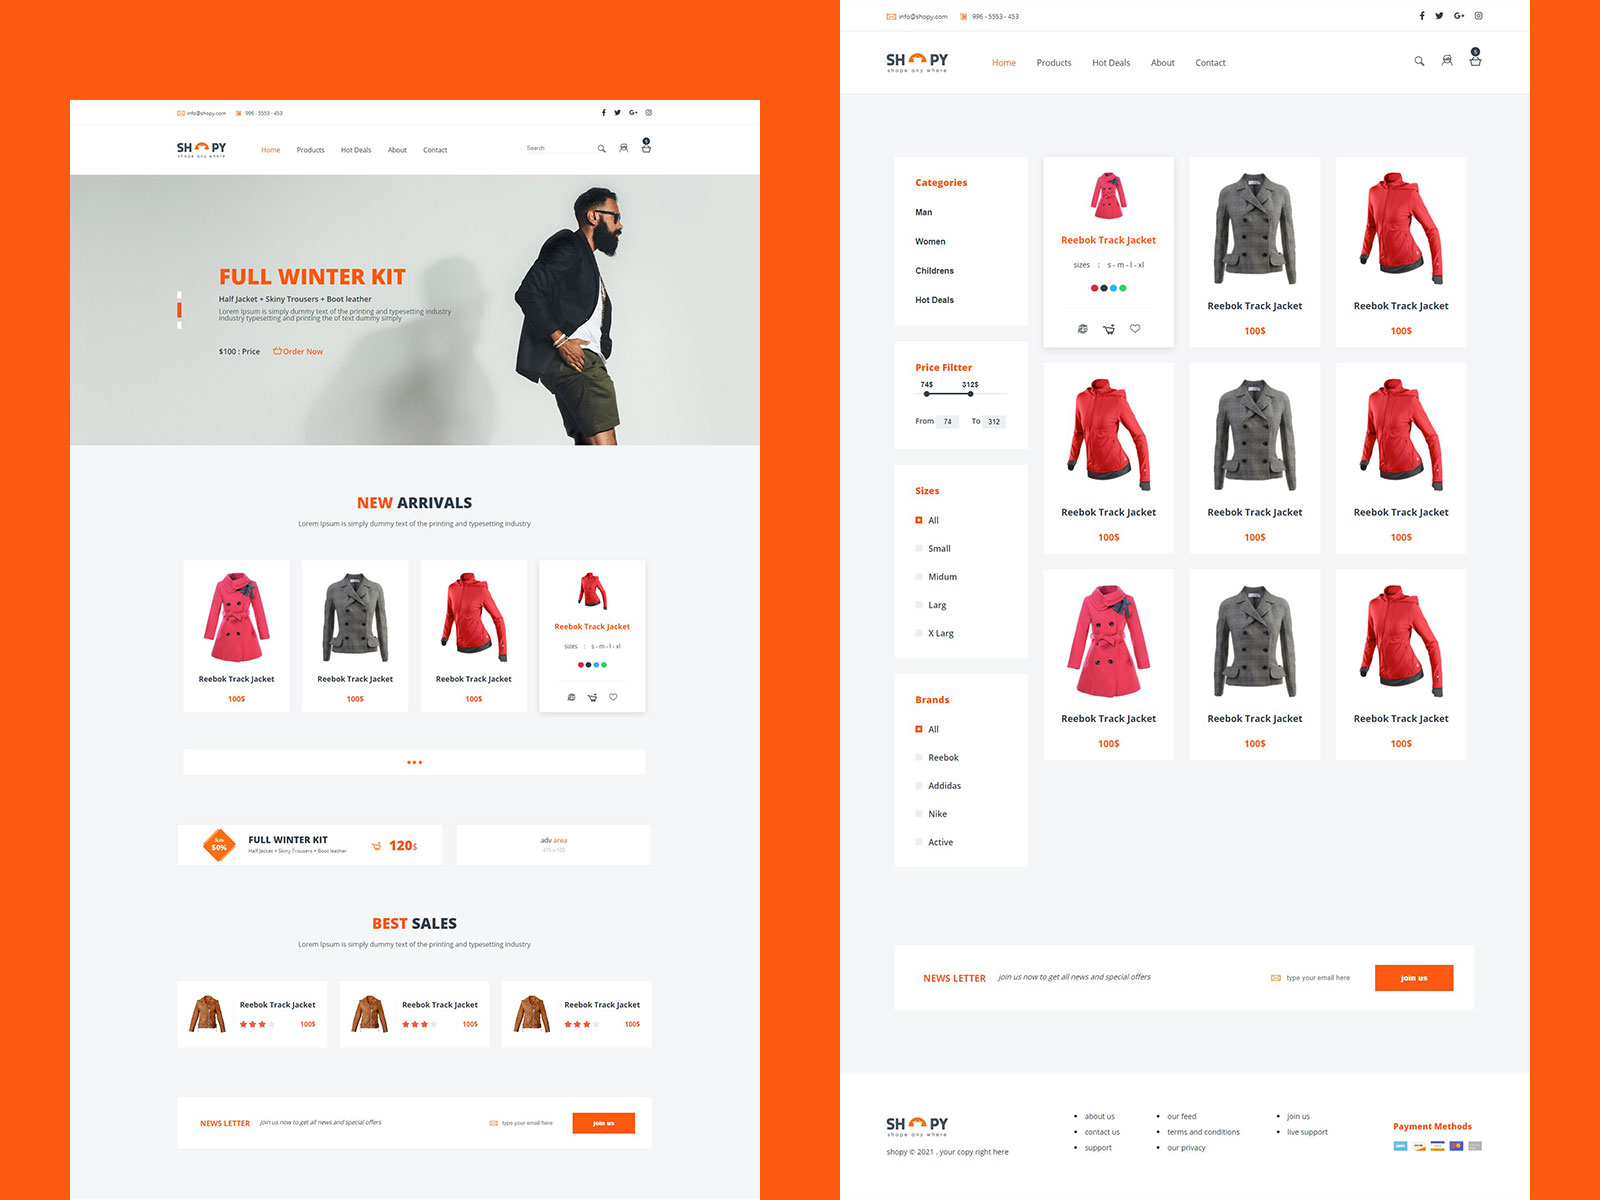 info@shopy.com 996 - 5553 - 453
SH PY
shope any where
Home Products Hot Deals About Contact
Search
FULL WINTER KIT
Half Jacket + Skiny Trousers + Boot leather
Lorem Ipsum is simply dummy text of the printing and typesetting industry
industry typesetting and printing the of text dummy simply
$100 : Price Order Now
NEW ARRIVALS
Lorem Ipsum is simply dummy text of the printing and typesetting industry
Reebok Track Jacket
100$
Reebok Track Jacket
100$
Reebok Track Jacket
100$
Reebok Track Jacket
sizes : s - m - l - xl
Sale
50%
FULL WINTER KIT
Half Jacket + Skiny Trousers + Boot leather
120$
adv area
470 x 100
BEST SALES
Lorem Ipsum is simply dummy text of the printing and typesetting industry
Reebok Track Jacket
100$
Reebok Track Jacket
100$
Reebok Track Jacket
100$
NEWS LETTER join us now to get all news and special offers type your email here join us
info@shopy.com 996 - 5553 - 453
G+
SH PY
shope any where
Home Products Hot Deals About Contact
Categories
Man
Women
Childrens
Hot Deals
Price Filtter
74$ 312$
From 74 To 312
Sizes
All
Small
Midum
Larg
X Larg
Brands
All
Reebok
Addidas
Nike
Active
Reebok Track Jacket
sizes : s - m - l - xl
Reebok Track Jacket
100$
Reebok Track Jacket
100$
Reebok Track Jacket
100$
Reebok Track Jacket
100$
Reebok Track Jacket
100$
Reebok Track Jacket
100$
Reebok Track Jacket
100$
Reebok Track Jacket
100$
NEWS LETTER join us now to get all news and special offers type your email here join us
SH PY
shope any where
shopy © 2021 , your copy right here
about us
contact us
support
our feed
terms and conditions
our privacy
join us
live support
Payment Methods